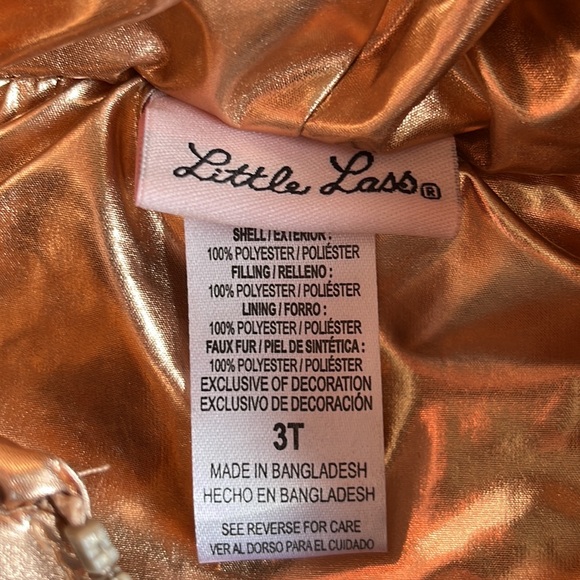 Little Lass®
SHELL / EXTERIOR :
100% POLYESTER / POLIÉSTER
FILLING / RELLENO :
100% POLYESTER / POLIÉSTER
LINING / FORRO :
100% POLYESTER / POLIÉSTER
FAUX FUR / PIEL DE SINTÉTICA :
100% POLYESTER / POLIÉSTER
EXCLUSIVE OF DECORATION
EXCLUSIVO DE DECORACIÓN
3T
MADE IN BANGLADESH
HECHO EN BANGLADESH
SEE REVERSE FOR CARE
VER AL DORSO PARA EL CUIDADO